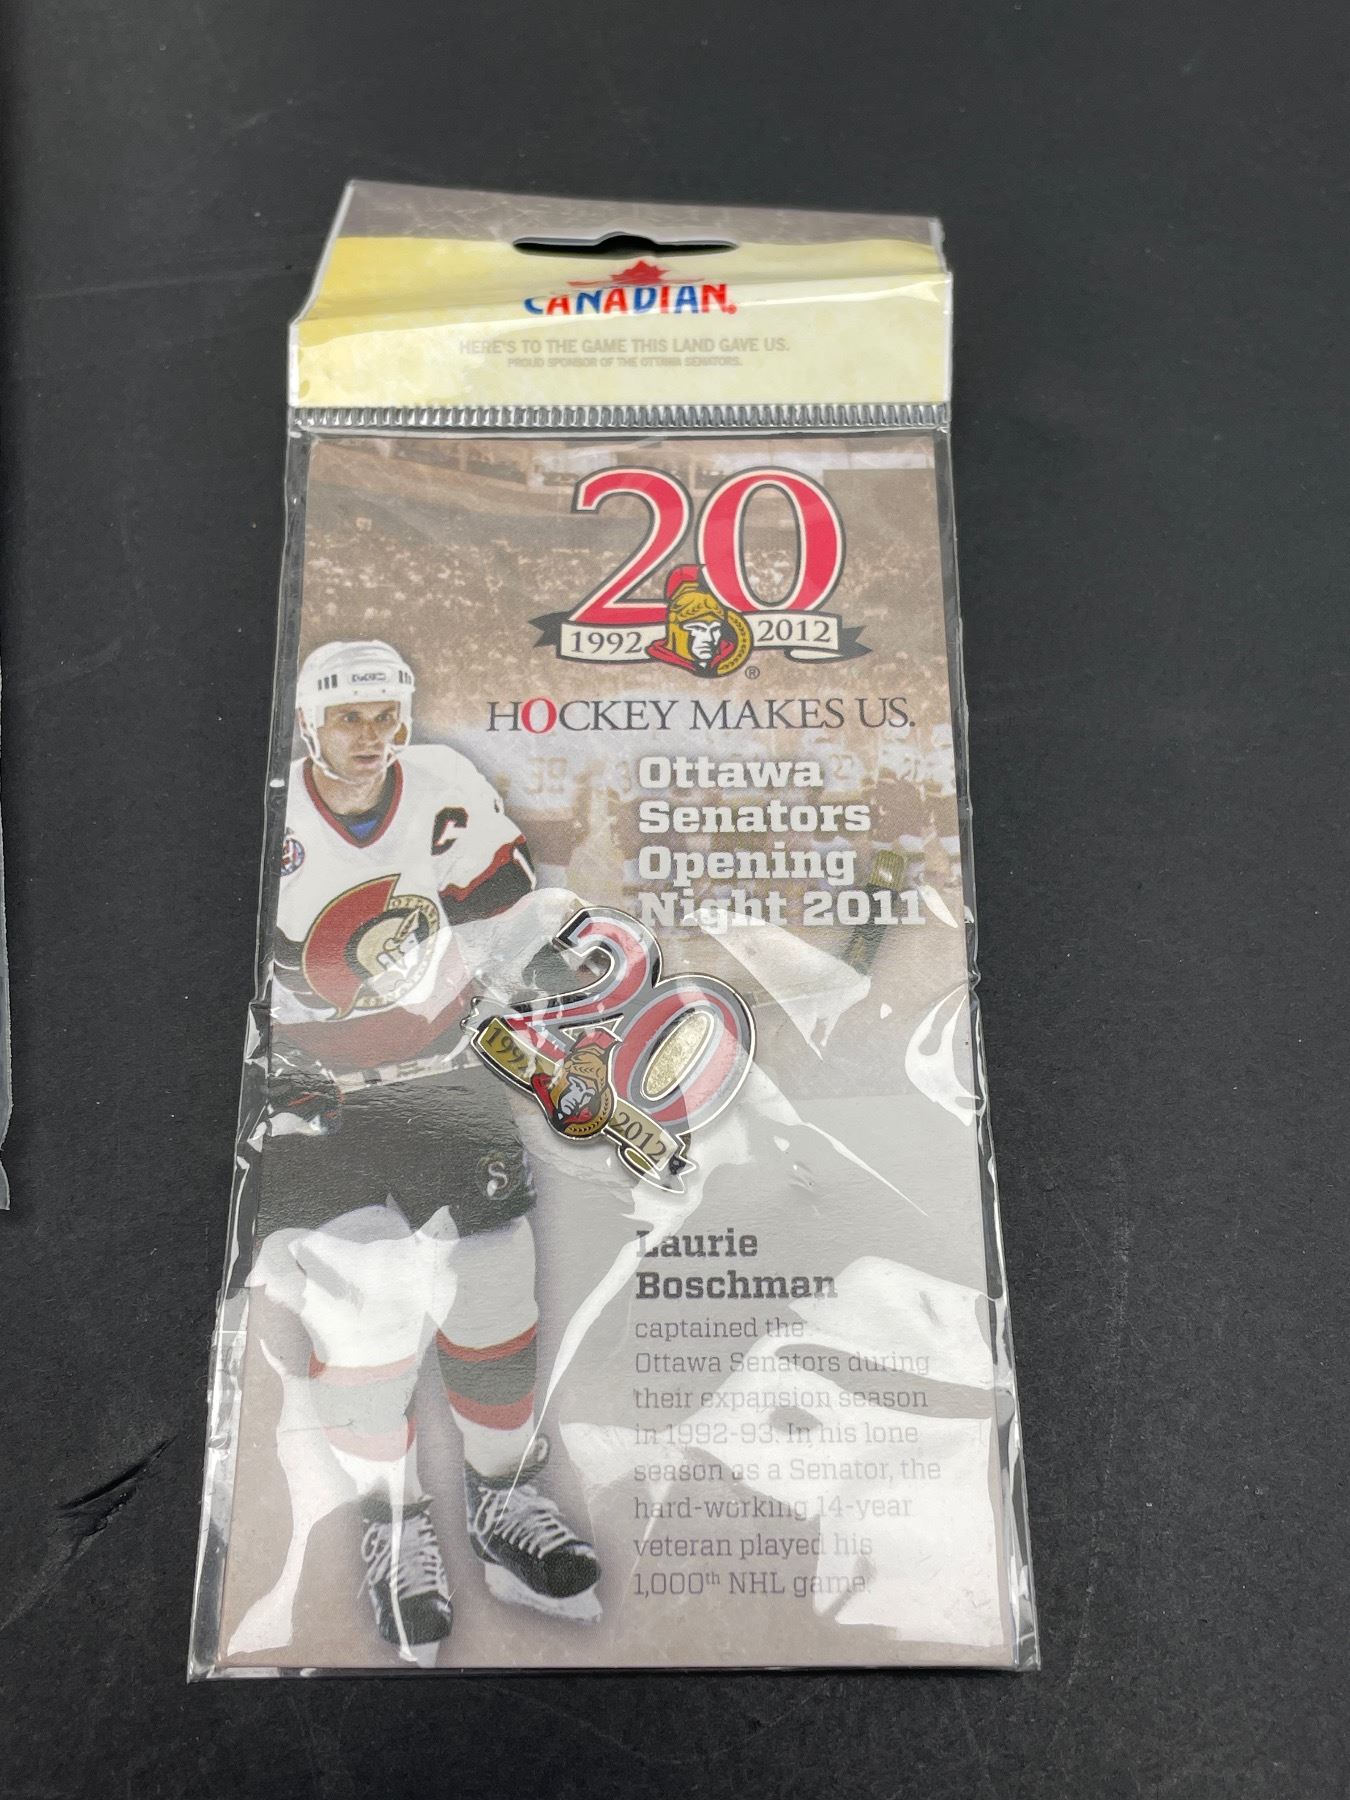 CANADIAN®
HERE'S TO THE GAME THIS LAND GAVE US.
PROUD SPONSOR OF THE OTTAWA SENATORS.
20
1992 2012
®
HOCKEY MAKES US.
Ottawa
Senators
Opening
Night 2011
C
OTTAWA
20
1992
2012
S
Laurie
Boschman
captained the
Ottawa Senators during
their expansion season
in 1992-93. In his lone
season as a Senator, the
hard-working 14-year
veteran played his
1,000th NHL game.